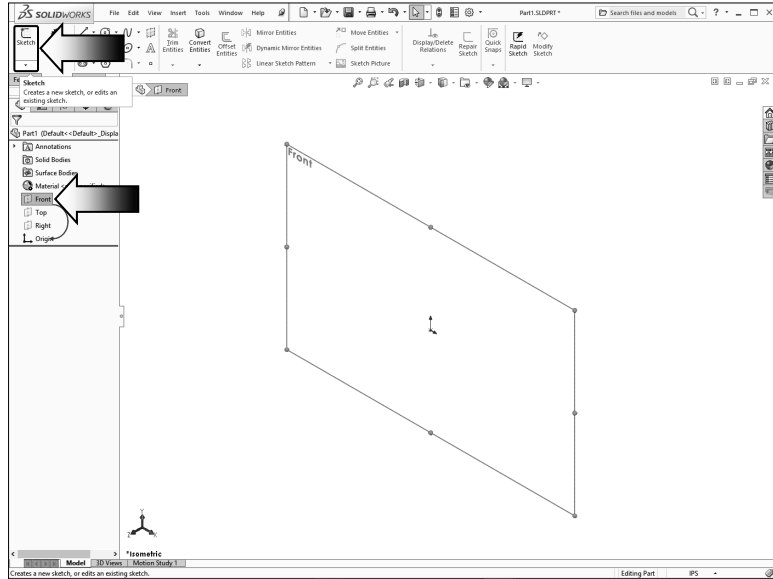 SOLIDWORKS File Edit View Insert Tools Window Help Part1.SLDPRT * Search files and models ?
Sketch
Trim Entities
Convert Entities
Offset Entities
Mirror Entities
Dynamic Mirror Entities
Linear Sketch Pattern
Move Entities
Split Entities
Sketch Picture
Display/Delete Relations
Repair Sketch
Quick Snaps
Rapid Sketch
Modify Sketch
Sketch
Creates a new sketch, or edits an
existing sketch.
Front
Part1 (Default<<Default>_Displa
Annotations
Solid Bodies
Surface Bodies
Material
Front
Top
Right
Origin
Front
Y
Z X
*Isometric
Model 3D Views Motion Study 1
Creates a new sketch, or edits an existing sketch. Editing Part IPS